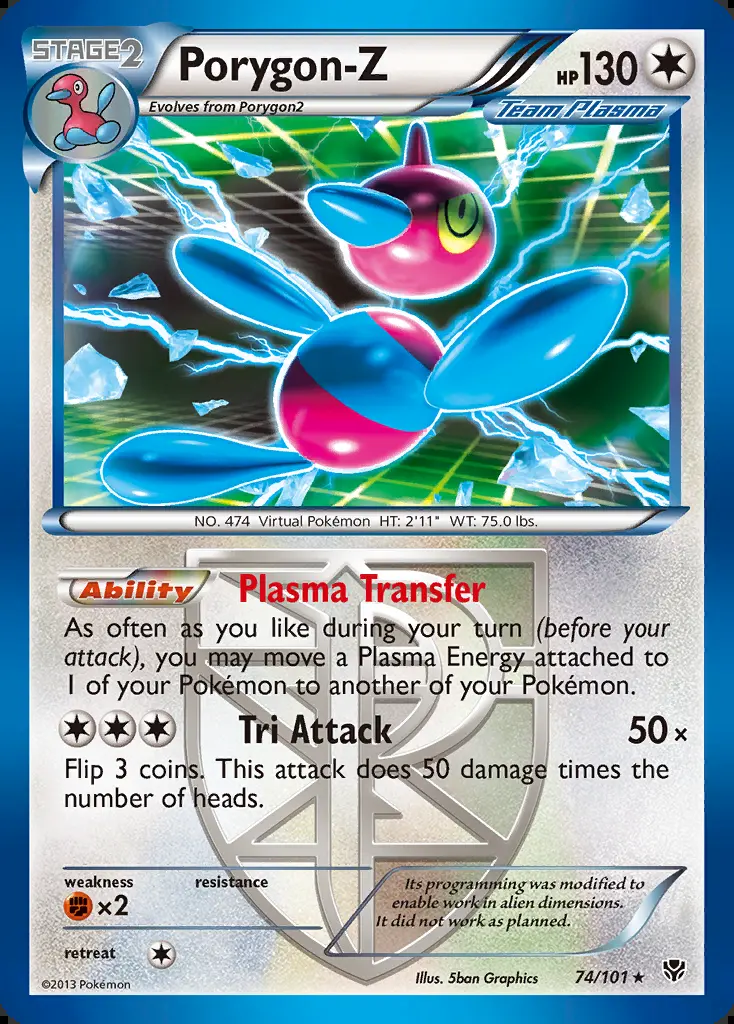 STAGE2
Porygon-Z
HP130
Evolves from Porygon2
Team Plasma
NO. 474 Virtual Pokémon HT: 2'11" WT: 75.0 lbs.
Ability Plasma Transfer
As often as you like during your turn (before your
attack), you may move a Plasma Energy attached to
1 of your Pokémon to another of your Pokémon.
Tri Attack 50×
Flip 3 coins. This attack does 50 damage times the
number of heads.
weakness resistance
×2
Its programming was modified to
enable work in alien dimensions.
It did not work as planned.
retreat
©2013 Pokémon
Illus. 5ban Graphics 74/101 ★